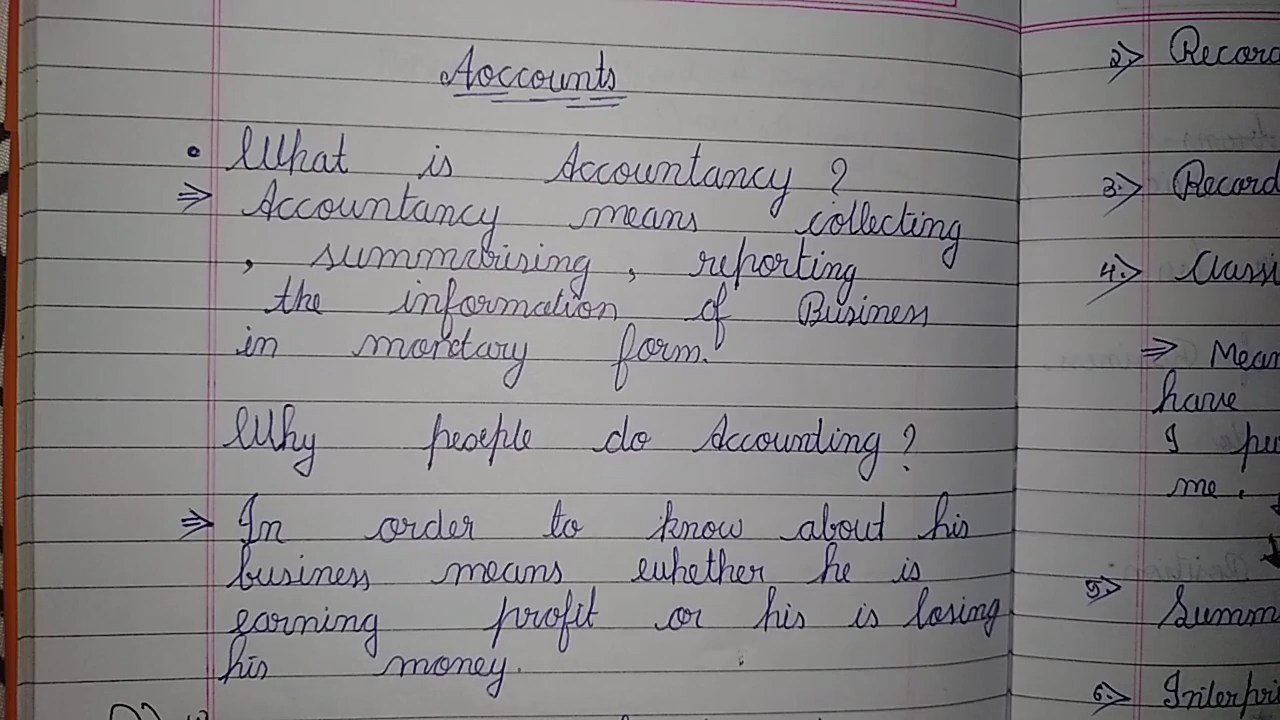 Accounts
• What is Accountancy ?
⇒ Accountancy means collecting
, summarising , reporting
the information of Business
in monetary form.
Why people do Accounting ?
⇒ In order to know about his
business means whether he is
earning profit or his is losing
his money.
2.> Record
3.> Record
4.> Classi
⇒ Mean
have
I pu
me .
5.>
Summ
6.> Interpri